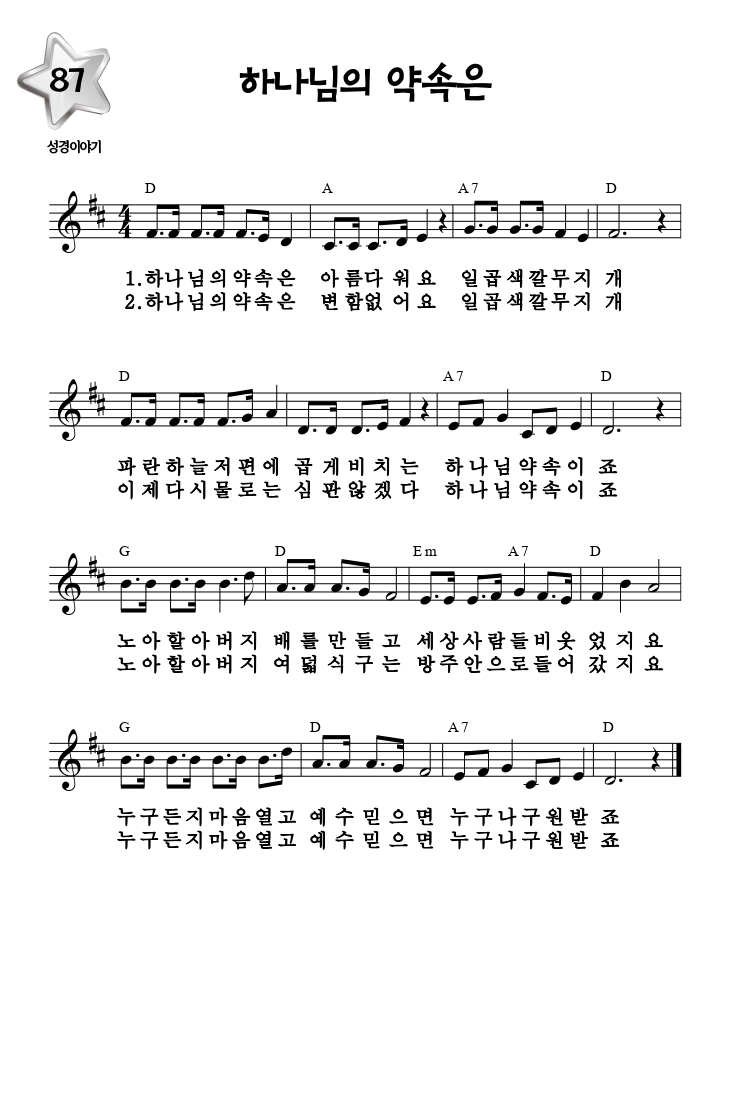 87
하나님의 약속은
성경이야기
D A A7 D
4
4
1.하나님의약속은 아름다워요 일곱색깔무지개
2.하나님의약속은 변함없어요 일곱색깔무지개
D A7 D
파란하늘저편에 곱게비치는 하나님약속이죠
이제다시물로는 심판않겠다 하나님약속이죠
G D Em A7 D
노아할아버지 배를만들고 세상사람들비웃었지요
노아할아버지 여덟식구는 방주안으로들어갔지요
G D A7 D
누구든지마음열고 예수믿으면 누구나구원받죠
누구든지마음열고 예수믿으면 누구나구원받죠